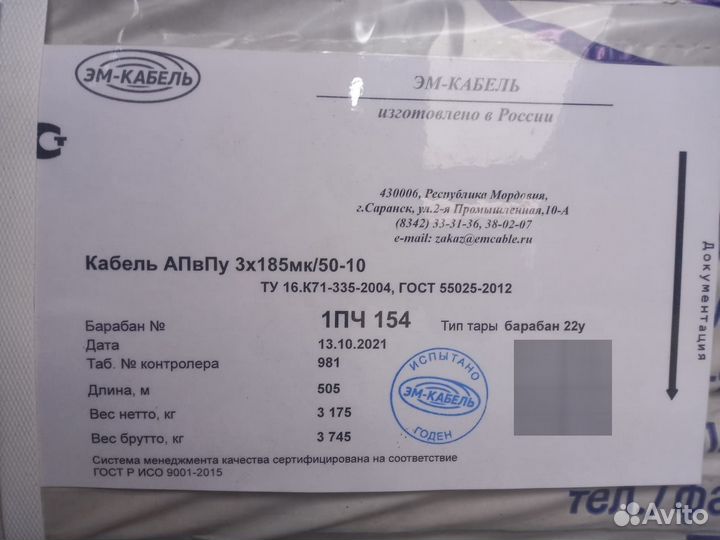 ЭМ-КАБЕЛЬ
ЭМ-КАБЕЛЬ
изготовлено в России
430006, Республика Мордовия,
г.Саранск, ул.2-я Промышленная,10-А
(8342) 33-31-36, 38-02-07
e-mail: zakaz@emcable.ru
Кабель АПвПу 3х185мк/50-10
ТУ 16.К71-335-2004, ГОСТ 55025-2012
Барабан № 1ПЧ 154 Тип тары барабан 22у
Дата 13.10.2021
Таб. № контролера 981
Длина, м 505
Вес нетто, кг 3 175
Вес брутто, кг 3 745
ИСПЫТАНО
ЭМ-КАБЕЛЬ
ГОДЕН
Система менеджмента качества сертифицирована на соответствие
ГОСТ Р ИСО 9001-2015
Документация
тел./фа
Avito